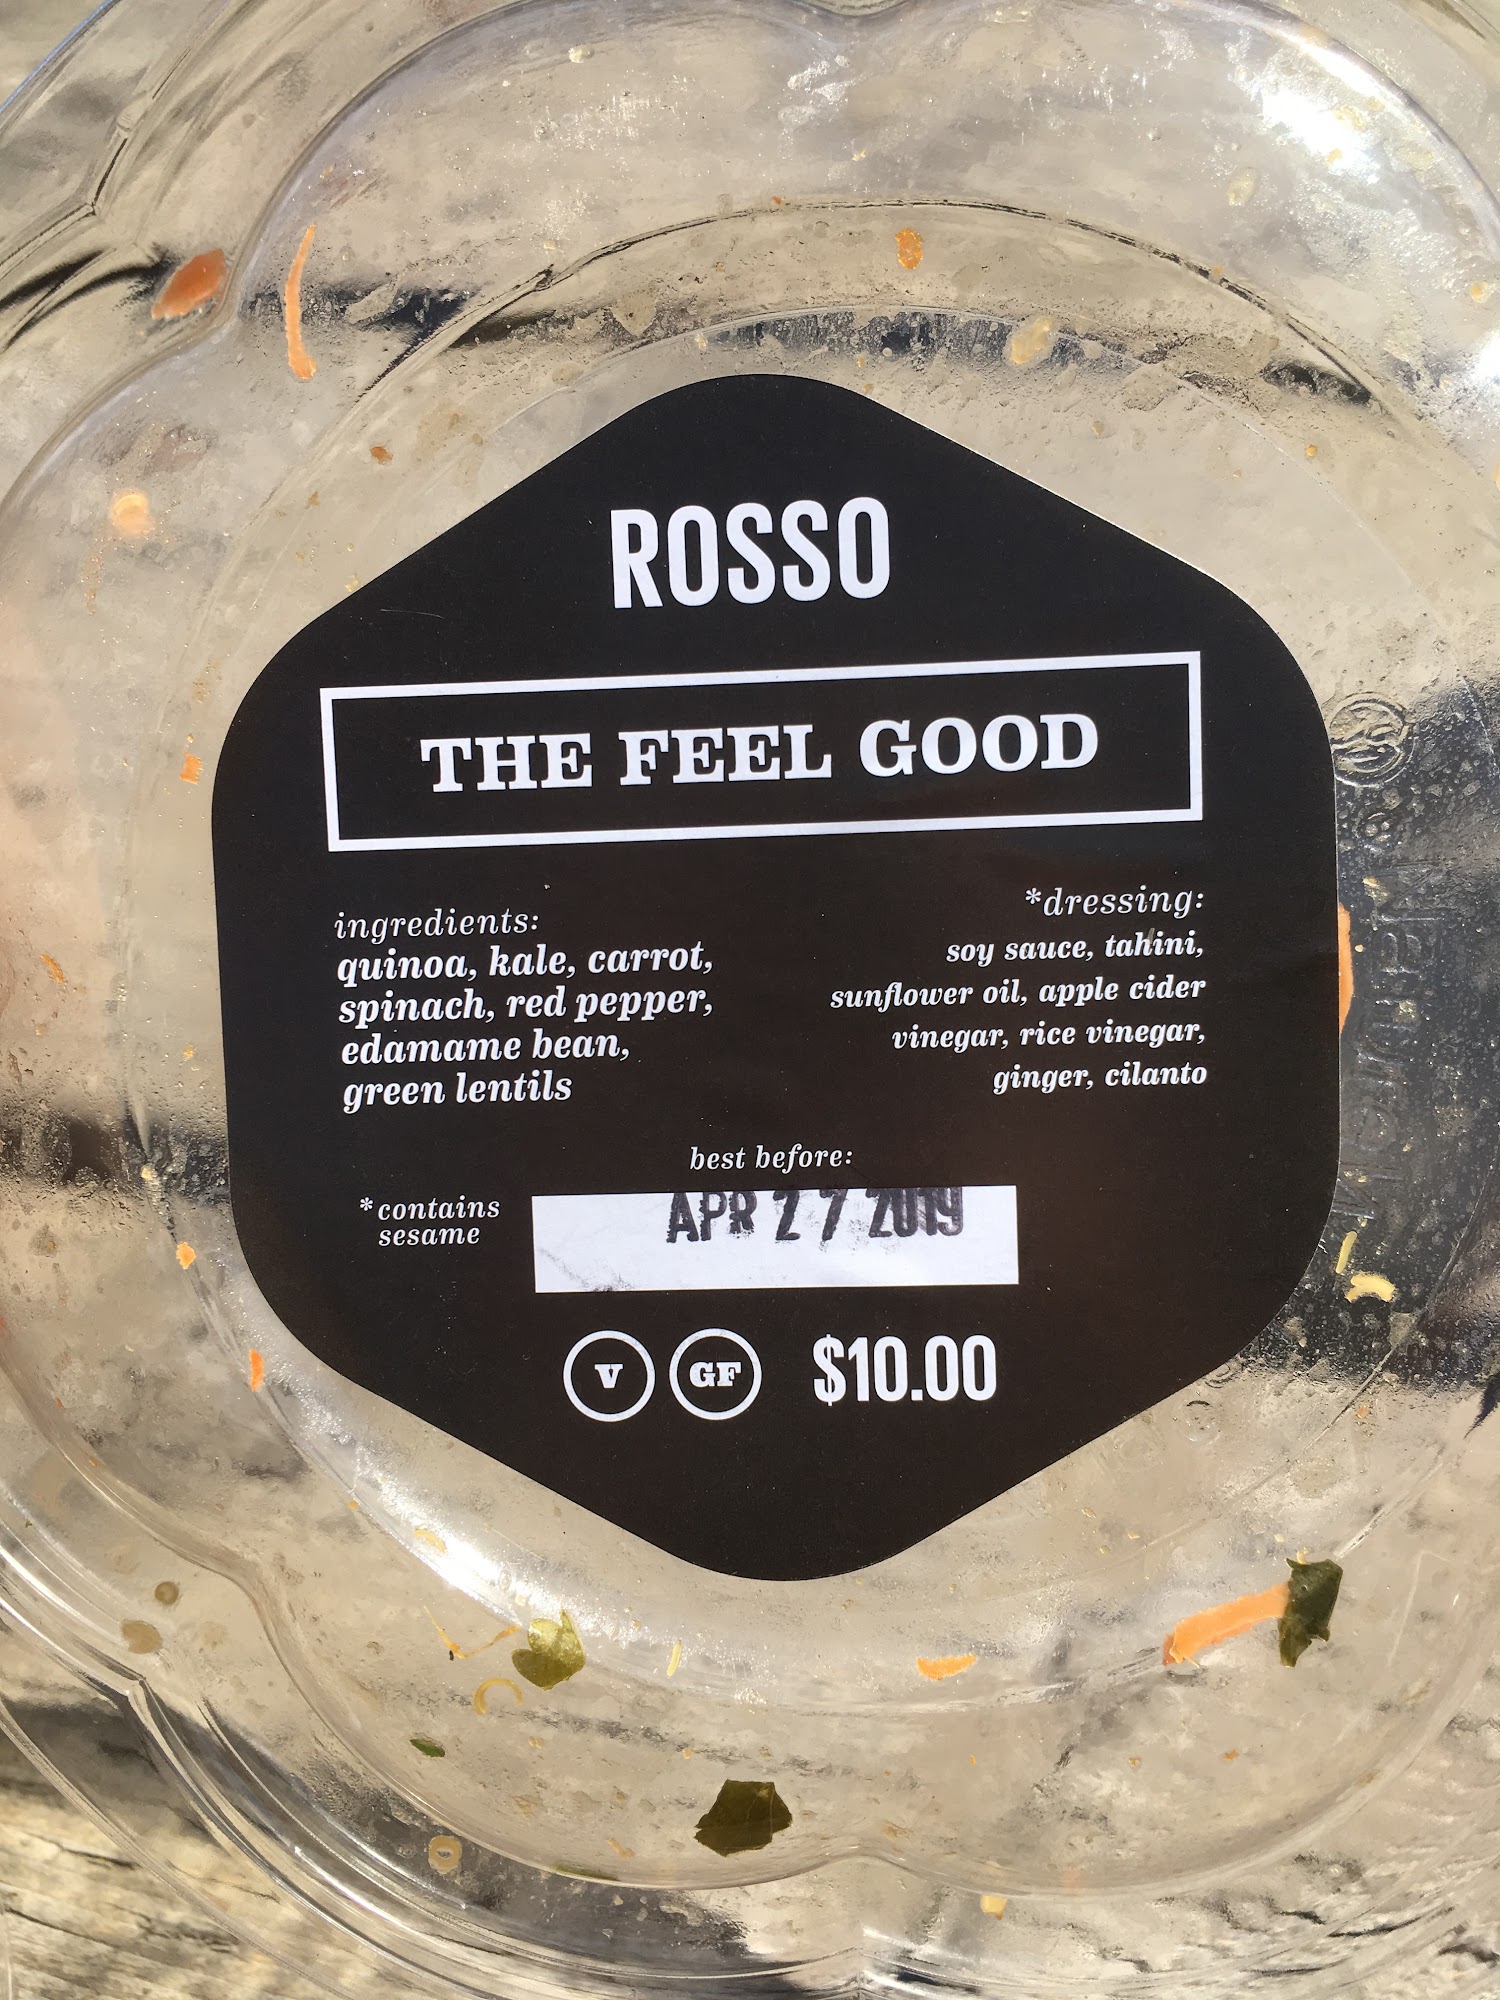 ROSSO
THE FEEL GOOD
ingredients:
quinoa, kale, carrot,
spinach, red pepper,
edamame bean,
green lentils
*dressing:
soy sauce, tahini,
sunflower oil, apple cider
vinegar, rice vinegar,
ginger, cilanto
best before:
*contains
sesame
APR 27 2019
V GF $10.00